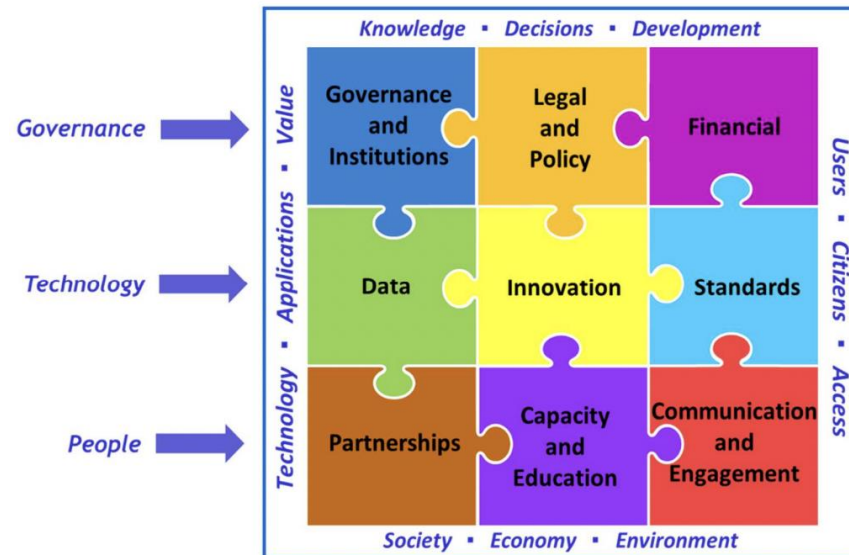 Knowledge ▪ Decisions ▪ Development
Governance
Technology
People
Technology ▪ Applications ▪ Value
Governance
and
Institutions
Legal
and
Policy
Financial
Data
Innovation
Standards
Partnerships
Capacity
and
Education
Communication
and
Engagement
Users ▪ Citizens ▪ Access
Society ▪ Economy ▪ Environment